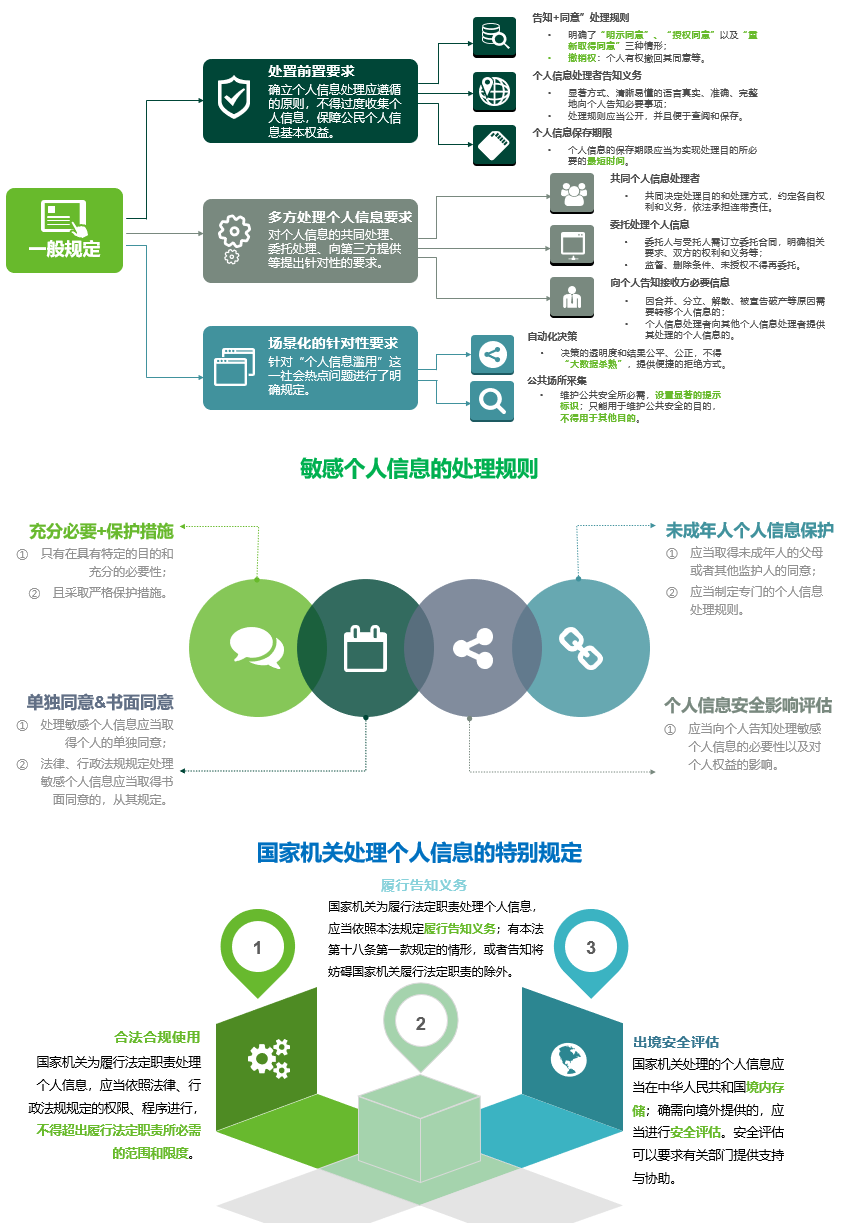 一般规定
处置前置要求
确立个人信息处理应遵循
的原则，不得过度收集个
人信息，保障公民个人信
息基本权益。
告知+同意”处理规则
• 明确了“明示同意”、“授权同意”以及“重
新取得同意”三种情形；
• 撤销权：个人有权撤回其同意等。
个人信息处理者告知义务
• 显著方式、清晰易懂的语言真实、准确、完整
地向个人告知必要事项；
• 处理规则应当公开，并且便于查阅和保存。
个人信息保存期限
• 个人信息的保存期限应当为实现处理目的所必
要的最短时间。
多方处理个人信息要求
对个人信息的共同处理、
委托处理、向第三方提供
等提出针对性的要求。
共同个人信息处理者
• 共同决定处理目的和处理方式，约定各自权
利和义务，依法承担连带责任。
委托处理个人信息
• 委托人与受托人需订立委托合同，明确相关
要求、双方的权利和义务等；
• 监督、删除条件、未授权不得再委托。
向个人告知接收方必要信息
• 因合并、分立、解散、被宣告破产等原因需
要转移个人信息的；
• 个人信息处理者向其他个人信息处理者提供
其处理的个人信息的。
场景化的针对性要求
针对“个人信息滥用”这
一社会热点问题进行了明
确规定。
自动化决策
• 决策的透明度和结果公平、公正，不得
“大数据杀熟”，提供便捷的拒绝方式。
公共场所采集
• 维护公共安全所必需，设置显著的提示
标识；只能用于维护公共安全的目的，
不得用于其他目的。
敏感个人信息的处理规则
充分必要+保护措施
① 只有在具有特定的目的和
充分的必要性；
② 且采取严格保护措施。
未成年人个人信息保护
① 应当取得未成年人的父母
或者其他监护人的同意；
② 应当制定专门的个人信息
处理规则。
单独同意&书面同意
① 处理敏感个人信息应当取
得个人的单独同意；
② 法律、行政法规规定处理
敏感个人信息应当取得书
面同意的，从其规定。
个人信息安全影响评估
① 应当向个人告知处理敏感
个人信息的必要性以及对
个人权益的影响。
国家机关处理个人信息的特别规定
履行告知义务
国家机关为履行法定职责处理个人信息，
应当依照本法规定履行告知义务；有本法
第十八条第一款规定的情形，或者告知将
妨碍国家机关履行法定职责的除外。
1
2
3
合法合规使用
国家机关为履行法定职责处理
个人信息，应当依照法律、行
政法规规定的权限、程序进行，
不得超出履行法定职责所必需
的范围和限度。
出境安全评估
国家机关处理的个人信息应
当在中华人民共和国境内存
储；确需向境外提供的，应
当进行安全评估。安全评估
可以要求有关部门提供支持
与协助。